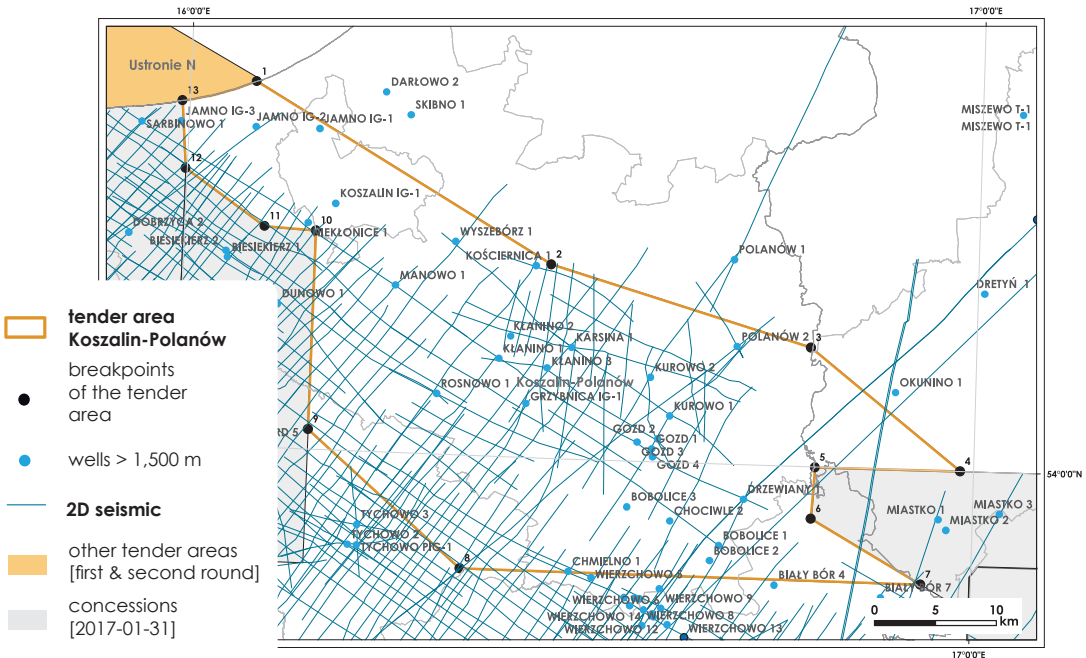 16°0'0"E
17°0'0"E
Ustronie N
1
13
DARŁOWO 2
SKIBNO 1
JAMNO IG-3
SARBINOWO 1
JAMNO IG-2
JAMNO IG-1
MISZEWO T-1
MISZEWO T-1
12
KOSZALIN IG-1
11
10
DOBRZYCA 2
MIEKŁONICE 1
BIESIEKIERZ 2
BIESIEKIERZ 1
WYSZEBÓRZ 1
KOŚCIERNICA 1
2
POLANÓW 1
MANOWO 1
DUNOWO 1
DRETYŃ 1
KŁANINO 2
KARSINA 1
POLANÓW 2
3
KŁANINO 1
KŁANINO 3
Koszalin-Polanów
KUROWO 2
OKUNINO 1
ROSNOWO 1
GRZYBNICA IG-1
KUROWO 1
9
GOZD 2
GOZD 1
GOZD 3
GOZD 4
5
4
54°0'0"N
DRZEWIANY 1
BOBOLICE 3
CHOCIWLE 2
6
MIASTKO 1
MIASTKO 3
MIASTKO 2
TYCHOWO 3
TYCHOWO 2
TYCHOWO PIG-1
BOBOLICE 1
BOBOLICE 2
8
CHMIELNO 1
BIAŁY BÓR 4
7
BIAŁY BÓR 7
WIERZCHOWO 9
WIERZCHOWO 14
WIERZCHOWO 8
WIERZCHOWO 12
WIERZCHOWO 13
0 5 10
km
17°0'0"E
tender area
Koszalin-Polanów
breakpoints
of the tender
area
wells > 1,500 m
2D seismic
other tender areas
[first & second round]
concessions
[2017-01-31]